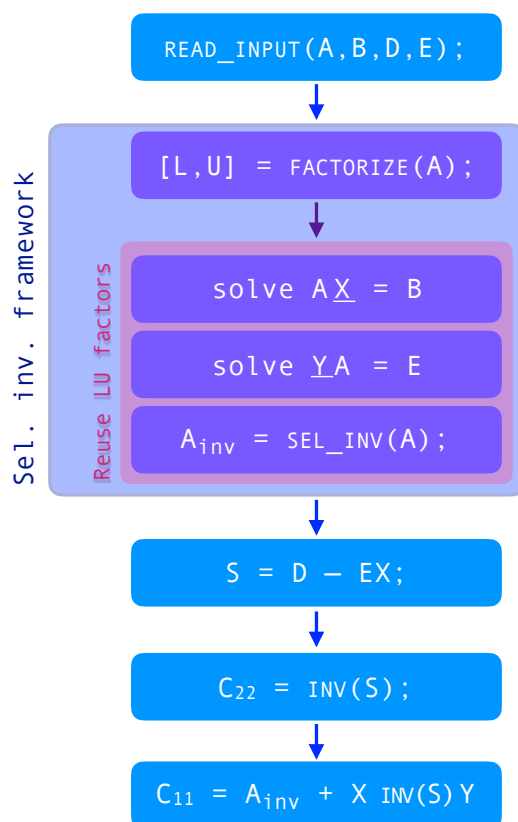 READ_INPUT(A,B,D,E);
Sel. inv. framework
[L,U] = FACTORIZE(A);
Reuse LU factors
solve AX = B
solve YA = E
Ainv = SEL_INV(A);
S = D – EX;
C22 = INV(S);
C11 = Ainv + X INV(S)Y